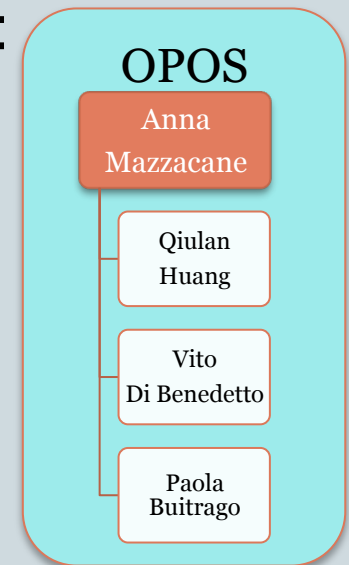 OPOS
Anna
Mazzacane
Qiulan
Huang
Vito
Di Benedetto
Paola
Buitrago